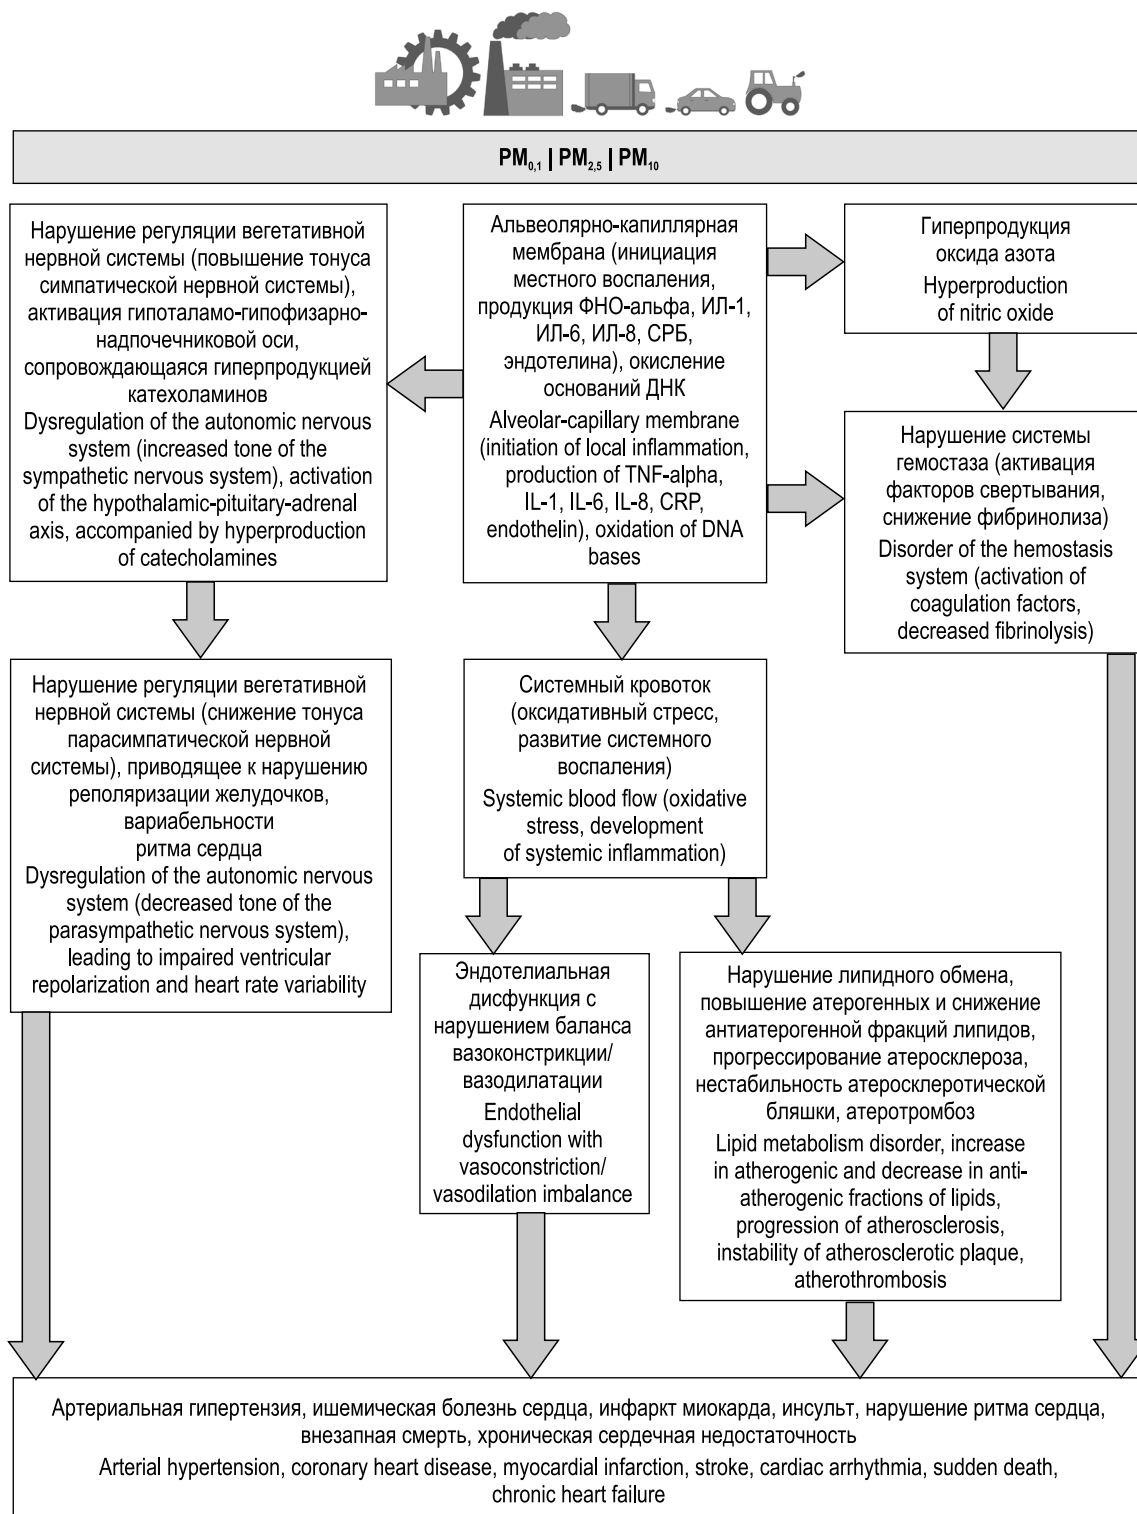 PM0,1 | PM2,5 | PM10
Нарушение регуляции вегетативной
нервной системы (повышение тонуса
симпатической нервной системы),
активация гипоталамо-гипофизарно-
надпочечниковой оси,
сопровождающаяся гиперпродукцией
катехоламинов
Dysregulation of the autonomic nervous
system (increased tone of the
sympathetic nervous system), activation
of the hypothalamic-pituitary-adrenal
axis, accompanied by hyperproduction
of catecholamines
Альвеолярно-капиллярная
мембрана (инициация
местного воспаления,
продукция ФНО-альфа, ИЛ-1,
ИЛ-6, ИЛ-8, СРБ,
эндотелина), окисление
оснований ДНК
Alveolar-capillary membrane
(initiation of local inflammation,
production of TNF-alpha,
IL-1, IL-6, IL-8, CRP,
endothelin), oxidation of DNA
bases
Гиперпродукция
оксида азота
Hyperproduction
of nitric oxide
Нарушение системы
гемостаза (активация
факторов свертывания,
снижение фибринолиза)
Disorder of the hemostasis
system (activation of
coagulation factors,
decreased fibrinolysis)
Нарушение регуляции вегетативной
нервной системы (снижение тонуса
парасимпатической нервной
системы), приводящее к нарушению
реполяризации желудочков,
вариабельности
ритма сердца
Dysregulation of the autonomic nervous
system (decreased tone of the
parasympathetic nervous system),
leading to impaired ventricular
repolarization and heart rate variability
Системный кровоток
(оксидативный стресс,
развитие системного
воспаления)
Systemic blood flow (oxidative
stress, development
of systemic inflammation)
Эндотелиальная
дисфункция с
нарушением баланса
вазоконстрикции/
вазодилатации
Endothelial
dysfunction with
vasoconstriction/
vasodilation imbalance
Нарушение липидного обмена,
повышение атерогенных и снижение
антиатерогенной фракций липидов,
прогрессирование атеросклероза,
нестабильность атеросклеротической
бляшки, атеротромбоз
Lipid metabolism disorder, increase
in atherogenic and decrease in anti-
atherogenic fractions of lipids,
progression of atherosclerosis,
instability of atherosclerotic plaque,
atherothrombosis
Артериальная гипертензия, ишемическая болезнь сердца, инфаркт миокарда, инсульт, нарушение ритма сердца,
внезапная смерть, хроническая сердечная недостаточность
Arterial hypertension, coronary heart disease, myocardial infarction, stroke, cardiac arrhythmia, sudden death,
chronic heart failure